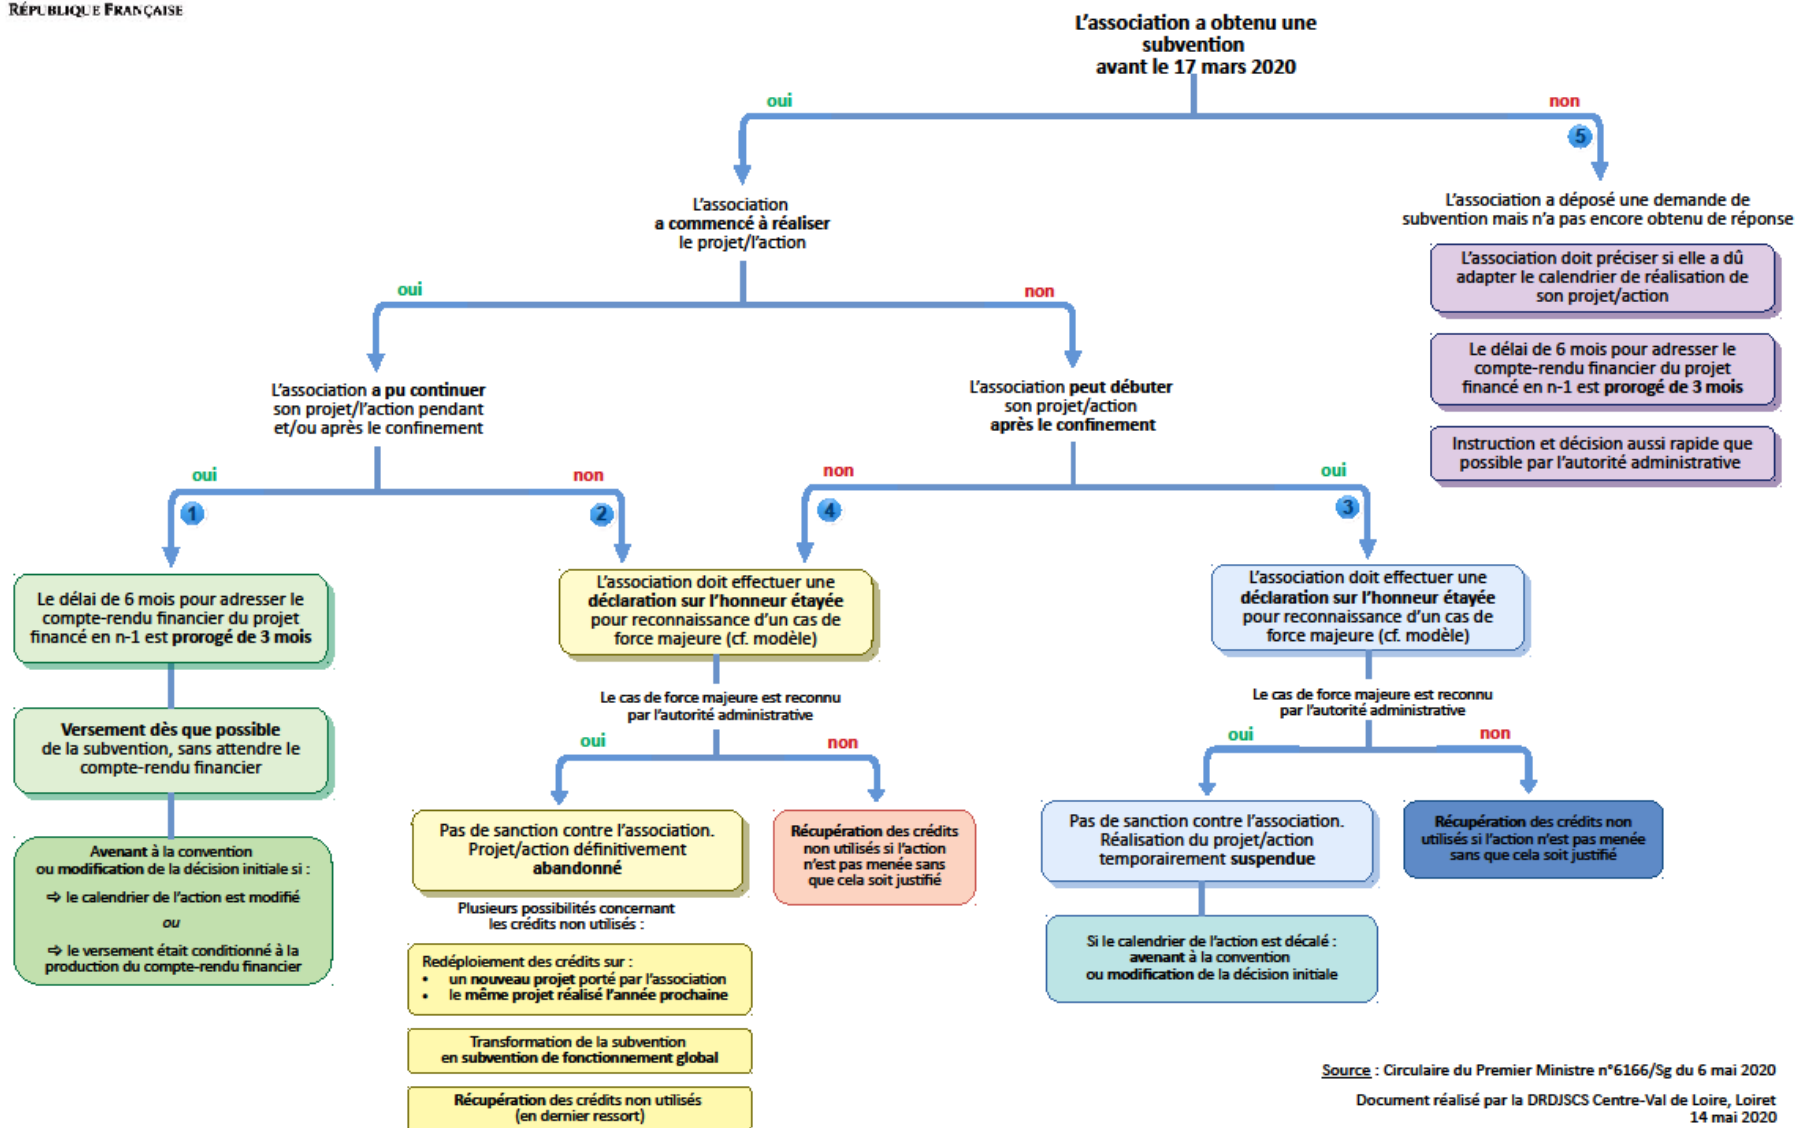 RÉPUBLIQUE FRANÇAISE
L'association a obtenu une
subvention
avant le 17 mars 2020
oui
non
5
L'association
a commencé à réaliser
le projet/l'action
L'association a déposé une demande de
subvention mais n'a pas encore obtenu de réponse
L'association doit préciser si elle a dû
adapter le calendrier de réalisation de
son projet/action
Le délai de 6 mois pour adresser le
compte-rendu financier du projet
financé en n-1 est prorogé de 3 mois
Instruction et décision aussi rapide que
possible par l'autorité administrative
oui
non
L'association a pu continuer
son projet/l'action pendant
et/ou après le confinement
L'association peut débuter
son projet/action
après le confinement
oui
non
non
oui
1
2
4
3
Le délai de 6 mois pour adresser le
compte-rendu financier du projet
financé en n-1 est prorogé de 3 mois
Versement dès que possible
de la subvention, sans attendre le
compte-rendu financier
Avenant à la convention
ou modification de la décision initiale si :
⇨ le calendrier de l'action est modifié
ou
⇨ le versement était conditionné à la
production du compte-rendu financier
L'association doit effectuer une
déclaration sur l'honneur étayée
pour reconnaissance d'un cas de
force majeure (cf. modèle)
Le cas de force majeure est reconnu
par l'autorité administrative
oui
non
Pas de sanction contre l'association.
Projet/action définitivement
abandonné
Récupération des crédits
non utilisés si l'action
n'est pas menée sans
que cela soit justifié
Plusieurs possibilités concernant
les crédits non utilisés :
Redéploiement des crédits sur :
• un nouveau projet porté par l'association
• le même projet réalisé l'année prochaine
Transformation de la subvention
en subvention de fonctionnement global
Récupération des crédits non utilisés
(en dernier ressort)
L'association doit effectuer une
déclaration sur l'honneur étayée
pour reconnaissance d'un cas de
force majeure (cf. modèle)
Le cas de force majeure est reconnu
par l'autorité administrative
oui
non
Pas de sanction contre l'association.
Réalisation du projet/action
temporairement suspendue
Récupération des crédits non
utilisés si l'action n'est pas menée
sans que cela soit justifié
Si le calendrier de l'action est décalé :
avenant à la convention
ou modification de la décision initiale
Source : Circulaire du Premier Ministre n°6166/Sg du 6 mai 2020
Document réalisé par la DRDJSCS Centre-Val de Loire, Loiret
14 mai 2020